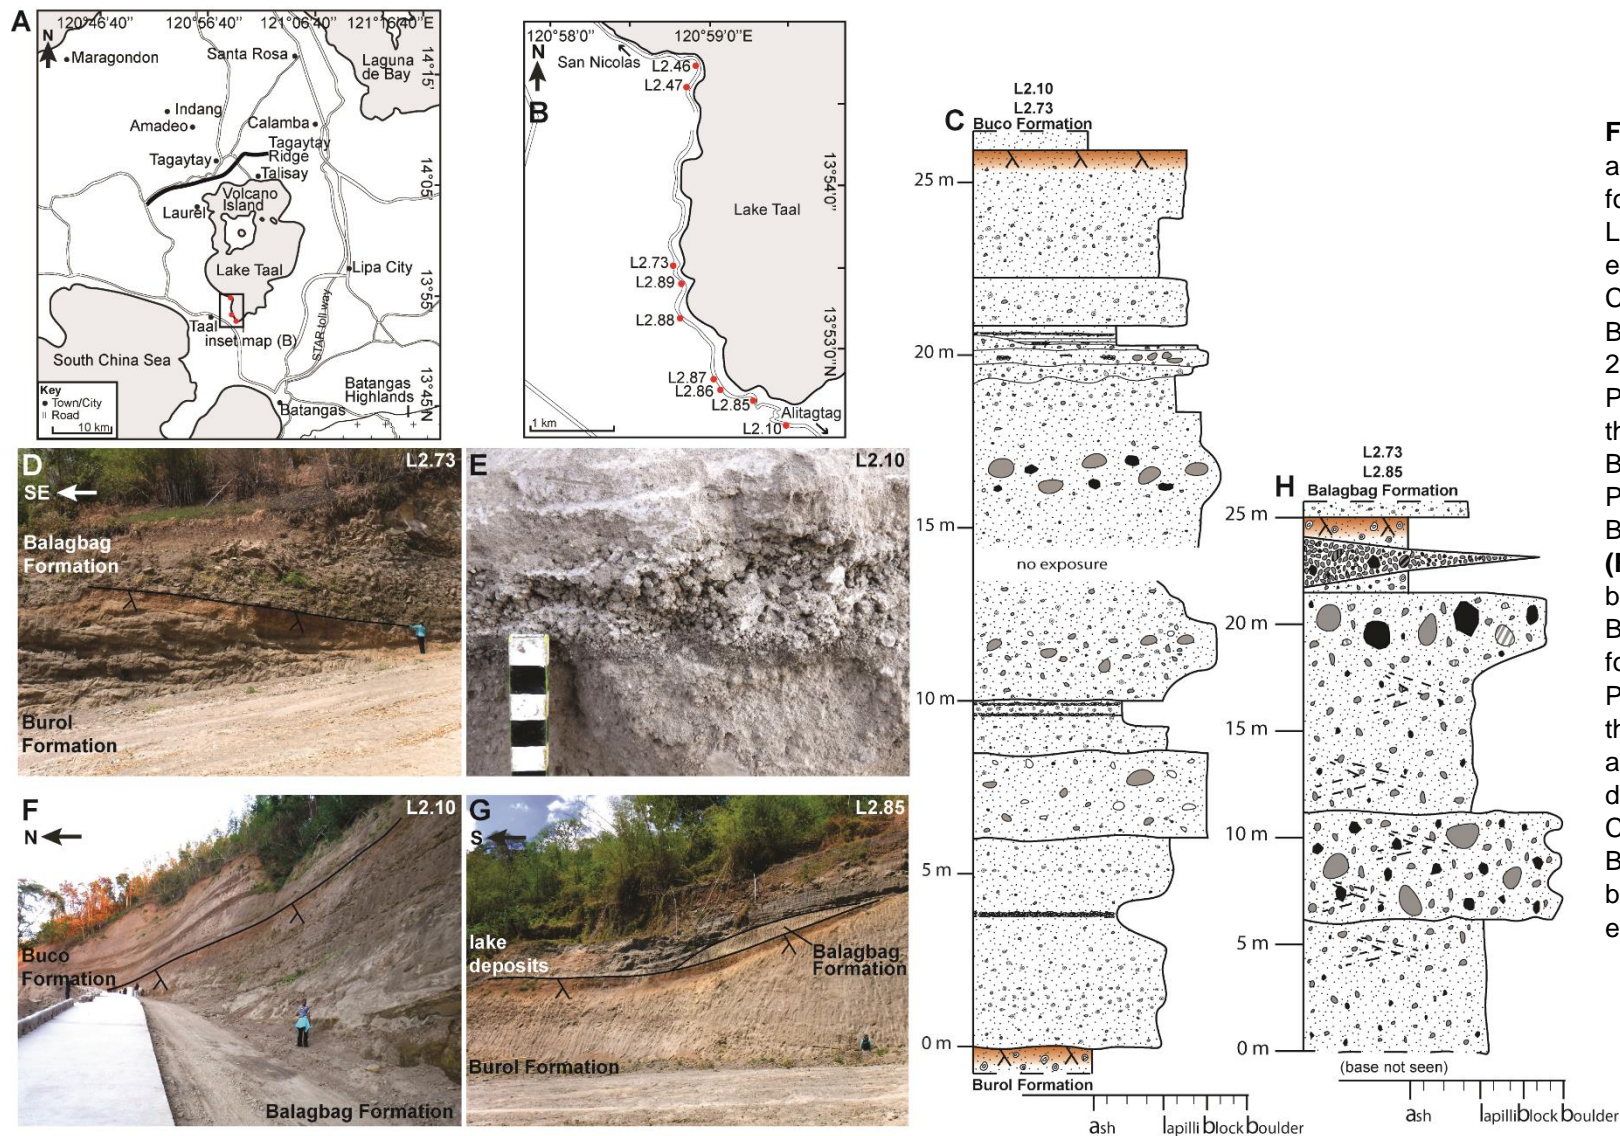 A
120°46'40"
120°56'40"
121°06'40"
121°16'40"E
N
Maragondon
Santa Rosa
Laguna
de Bay
14°15'
Indang
Amadeo
Calamba
Tagaytay
Ridge
Tagaytay
Talisay
14°05'
Volcano
Island
Laurel
Lake Taal
Lipa City
13°55'
Taal
inset map (B)
STAR toll way
South China Sea
Batangas
Highlands
13°45'N
Key
Town/City
Road
10 km
Batangas
120°58'0"
120°59'0"E
N
B
San Nicolas
L2.46
L2.47
13°54'0"
Lake Taal
L2.73
L2.89
L2.88
13°53'0"N
L2.87
L2.86
L2.85
Alitagtag
L2.10
1 km
C
L2.10
L2.73
Buco Formation
25 m
20 m
15 m
no exposure
10 m
5 m
0 m
Burol Formation
ash
lapilli
block
boulder
D
L2.73
SE
Balagbag
Formation
Burol
Formation
E
L2.10
F
L2.10
N
Buco
Formation
Balagbag Formation
G
L2.85
S
lake
deposits
Balagbag
Formation
Burol Formation
H
L2.73
L2.85
Balagbag Formation
25 m
20 m
15 m
10 m
5 m
0 m
(base not seen)
ash
lapilli
block
boulder
F
a
fo
L
e
C
B
2
P
th
B
P
B
(I
b
B
fo
P
th
a
d
C
B
b
e